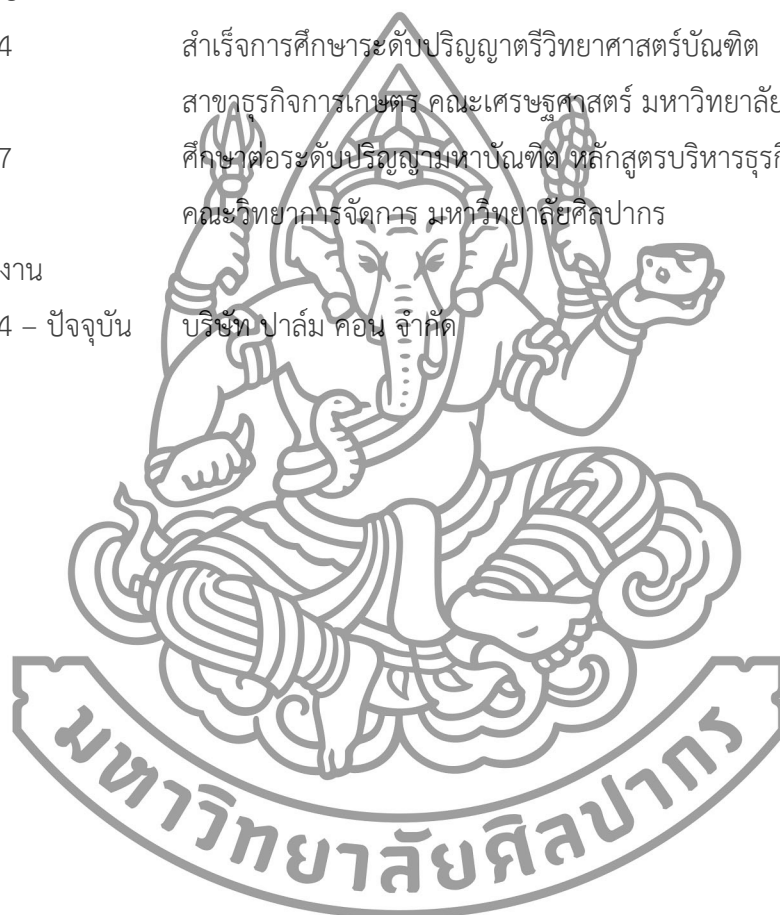 4 สำเร็จการศึกษาระดับปริญญาตรีวิทยาศาสตร์บัณฑิต
สาขาธุรกิจการเกษตร คณะเศรษฐศาสตร์ มหาวิทยาลัย
7 ศึกษาต่อระดับปริญญามหาบัณฑิต หลักสูตรบริหารธุรกิ
คณะวิทยาการจัดการ มหาวิทยาลัยศิลปากร
งาน
4 – ปัจจุบัน บริษัท ปาล์ม คอน จำกัด
มหาวิทยาลัยศิลปากร